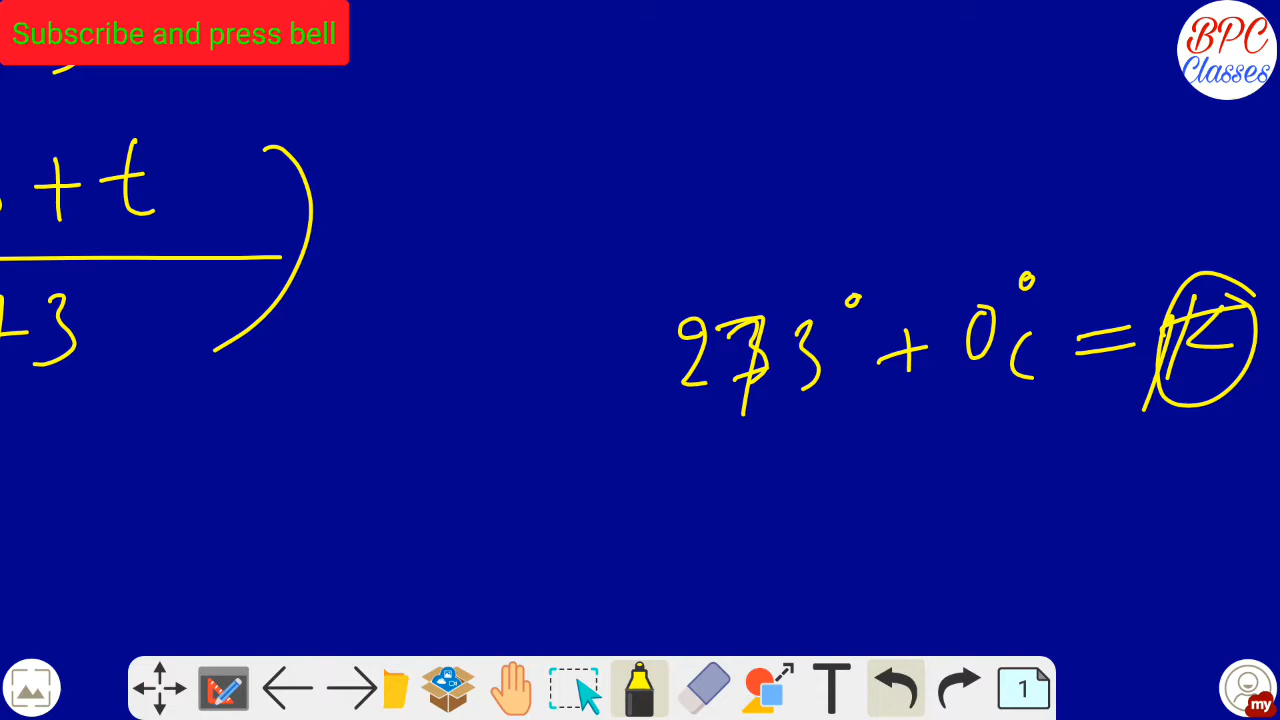 Subscribe and press bell
BPC
Classes
+ t
+3
273° + 0°c = K
T
1
my